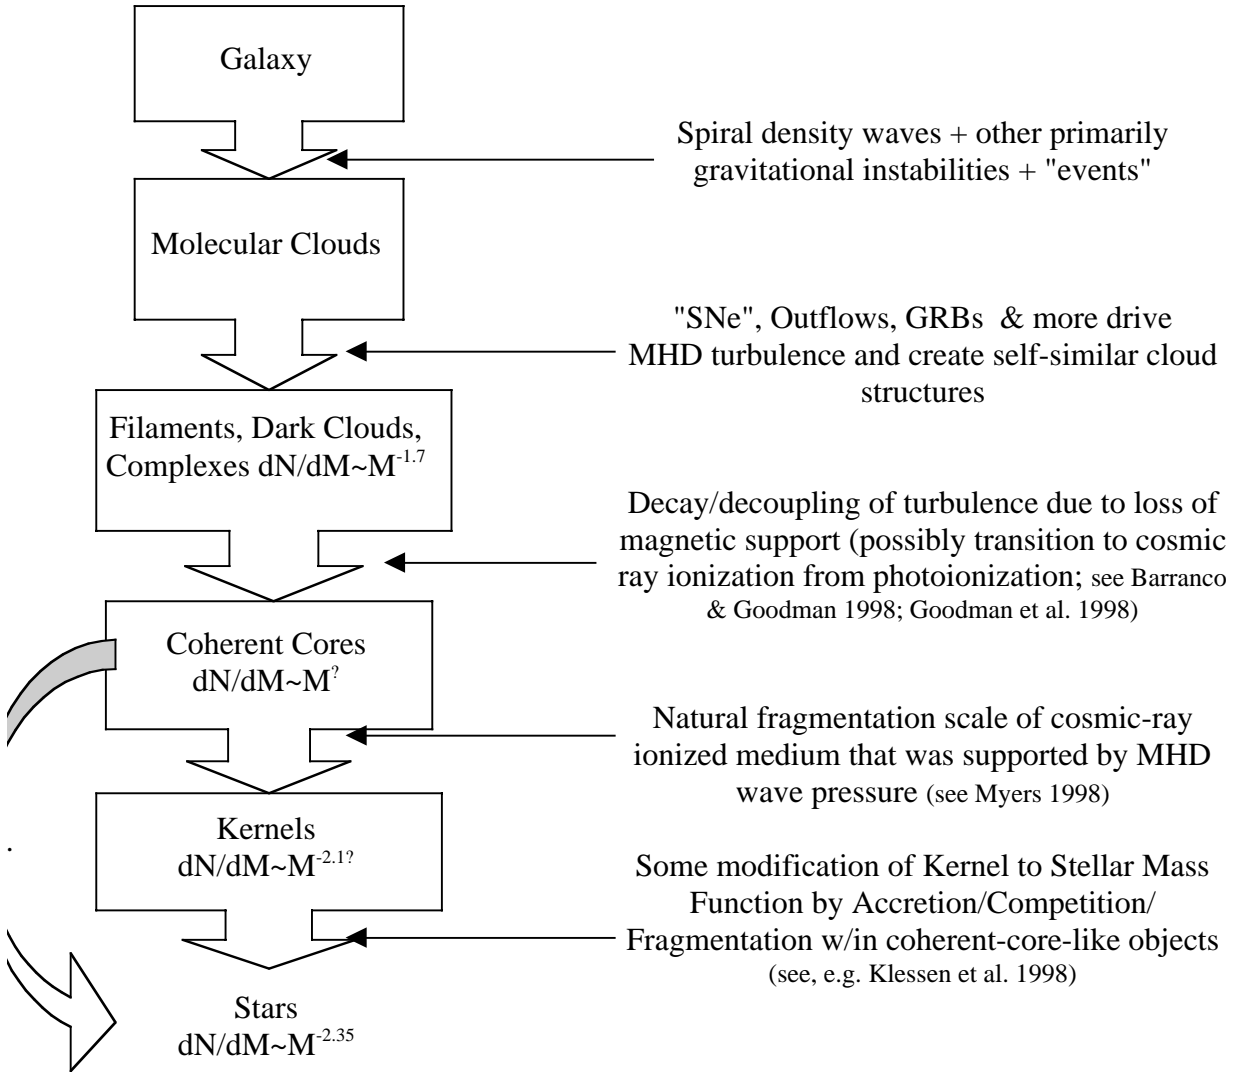 Galaxy
Spiral density waves + other primarily
gravitational instabilities + "events"
Molecular Clouds
"SNe", Outflows, GRBs & more drive
MHD turbulence and create self-similar cloud
structures
Filaments, Dark Clouds,
Complexes dN/dM~M^-1.7
Decay/decoupling of turbulence due to loss of
magnetic support (possibly transition to cosmic
ray ionization from photoionization; see Barranco
& Goodman 1998; Goodman et al. 1998)
Coherent Cores
dN/dM~M^?
Natural fragmentation scale of cosmic-ray
ionized medium that was supported by MHD
wave pressure (see Myers 1998)
Kernels
dN/dM~M^-2.1?
Some modification of Kernel to Stellar Mass
Function by Accretion/Competition/
Fragmentation w/in coherent-core-like objects
(see, e.g. Klessen et al. 1998)
Stars
dN/dM~M^-2.35